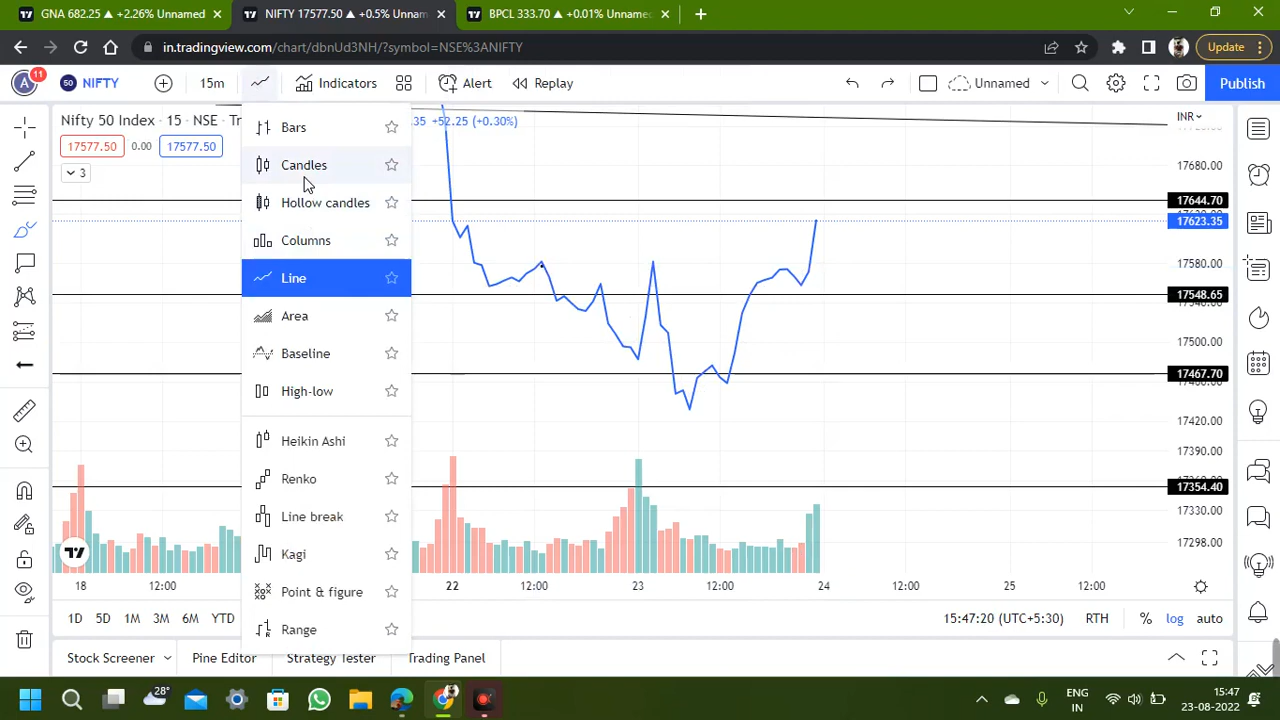 GNA 682.25 ▲ +2.26% Unnamed
NIFTY 17577.50 ▲ +0.5% Unnam
BPCL 333.70 ▲ +0.01% Unnamed
in.tradingview.com/chart/dbnUd3NH/?symbol=NSE%3ANIFTY
Update
A
11
50
NIFTY
15m
Indicators
Alert
Replay
Unnamed
Publish
Nifty 50 Index · 15 · NSE · Tr
.35 +52.25 (+0.30%)
INR
17577.50
0.00
17577.50
3
Bars
Candles
Hollow candles
Columns
Line
Area
Baseline
High-low
Heikin Ashi
Renko
Line break
Kagi
Point & figure
Range
17680.00
17644.70
17623.35
17580.00
17548.65
17500.00
17467.70
17420.00
17390.00
17354.40
17330.00
17298.00
18
12:00
22
12:00
23
12:00
24
12:00
25
12:00
1D
5D
1M
3M
6M
YTD
15:47:20 (UTC+5:30)
RTH
%
log
auto
Stock Screener
Pine Editor
Strategy Tester
Trading Panel
28°
ENG
IN
15:47
23-08-2022